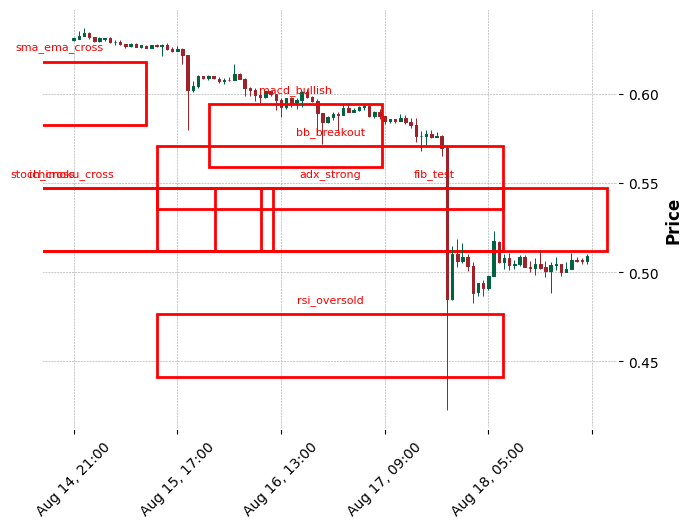 sma_ema_cross
macd_bullish
bb_breakout
stoch_cross ichimoku_cross adx_strong fib_test
rsi_oversold
0.60
0.55
0.50
0.45
Price
Aug 14, 21:00
Aug 15, 17:00
Aug 16, 13:00
Aug 17, 09:00
Aug 18, 05:00